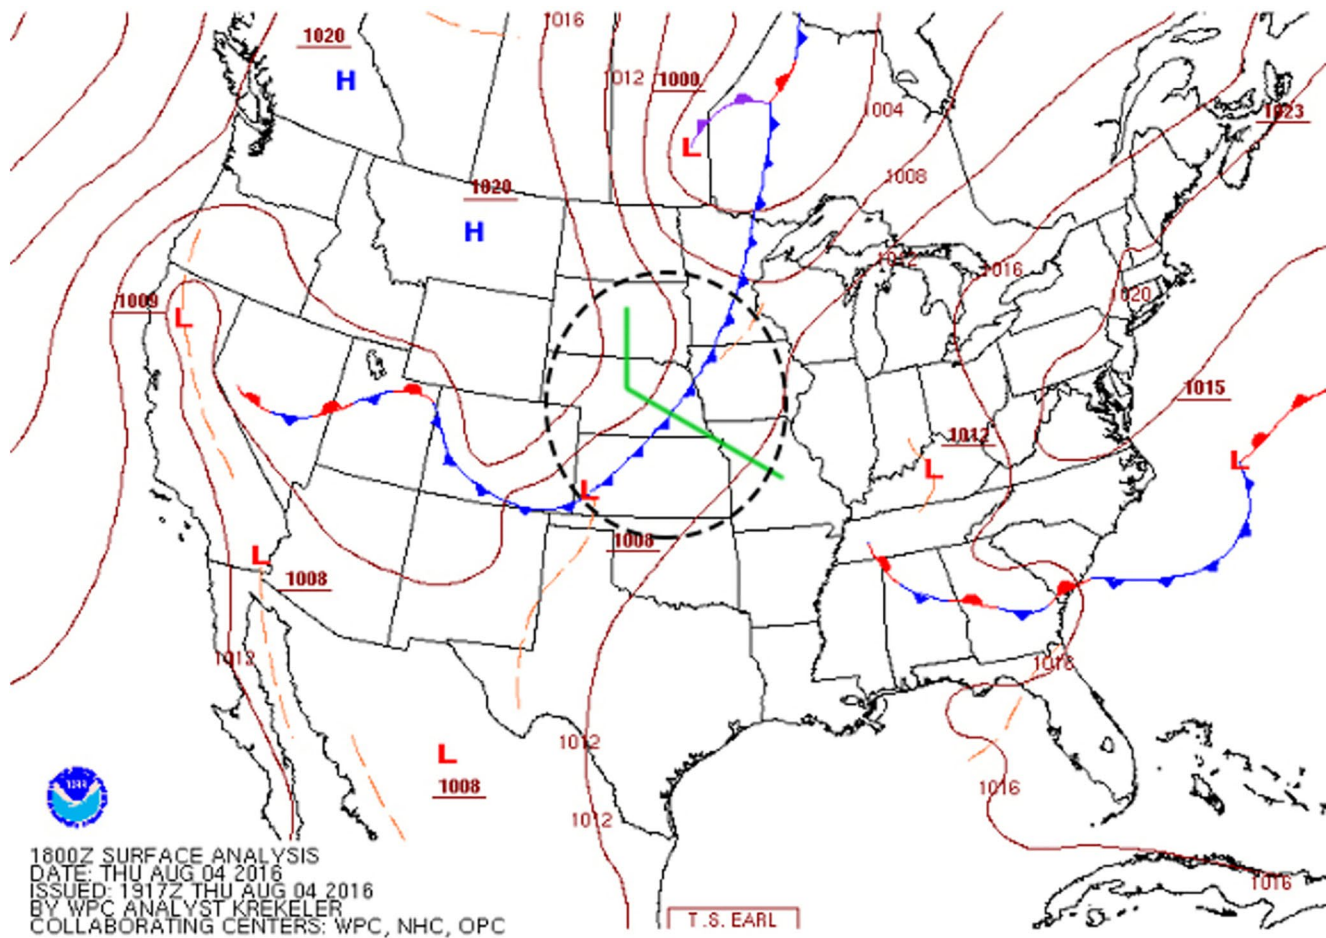 1016
1020
H
1012
1000
1004
1023
L
1008
1020
H
1012
1016
1020
1009
L
1015
1012
L
L
L
1008
L
1008
1012
1016
1012
L
1008
1016
1012
1016
1800Z SURFACE ANALYSIS
DATE: THU AUG 04 2016
ISSUED: 1917Z THU AUG 04 2016
BY WPC ANALYST KREKELER
COLLABORATING CENTERS: WPC, NHC, OPC
T.S. EARL